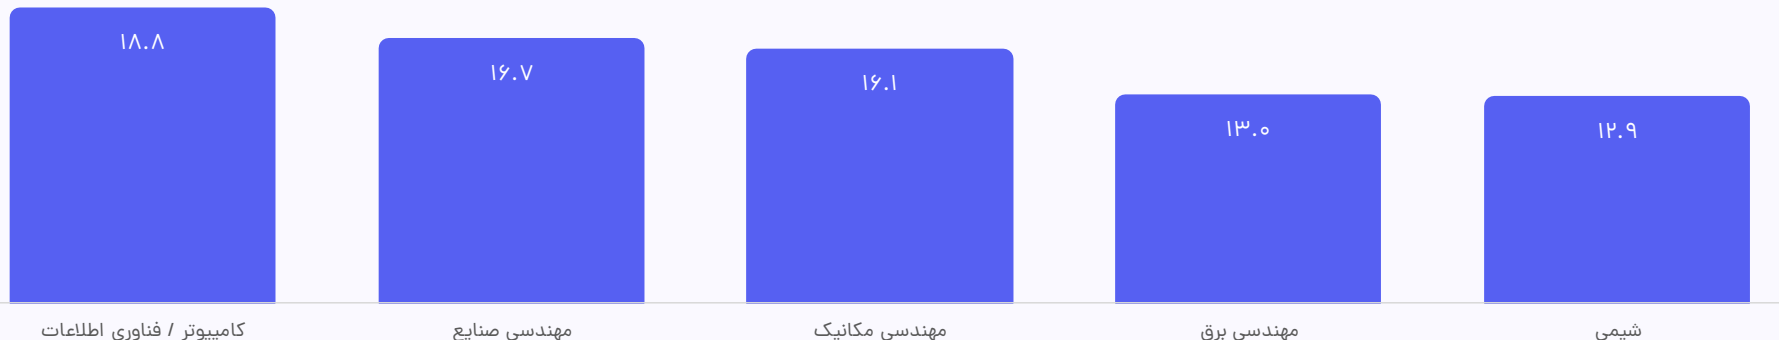 ۱۸.۸
۱۶.۷
۱۶.۱
۱۳.۰
۱۲.۹
کامپیوتر / فناوری اطلاعات
مهندسی صنایع
مهندسی مکانیک
مهندسی برق
شیمی